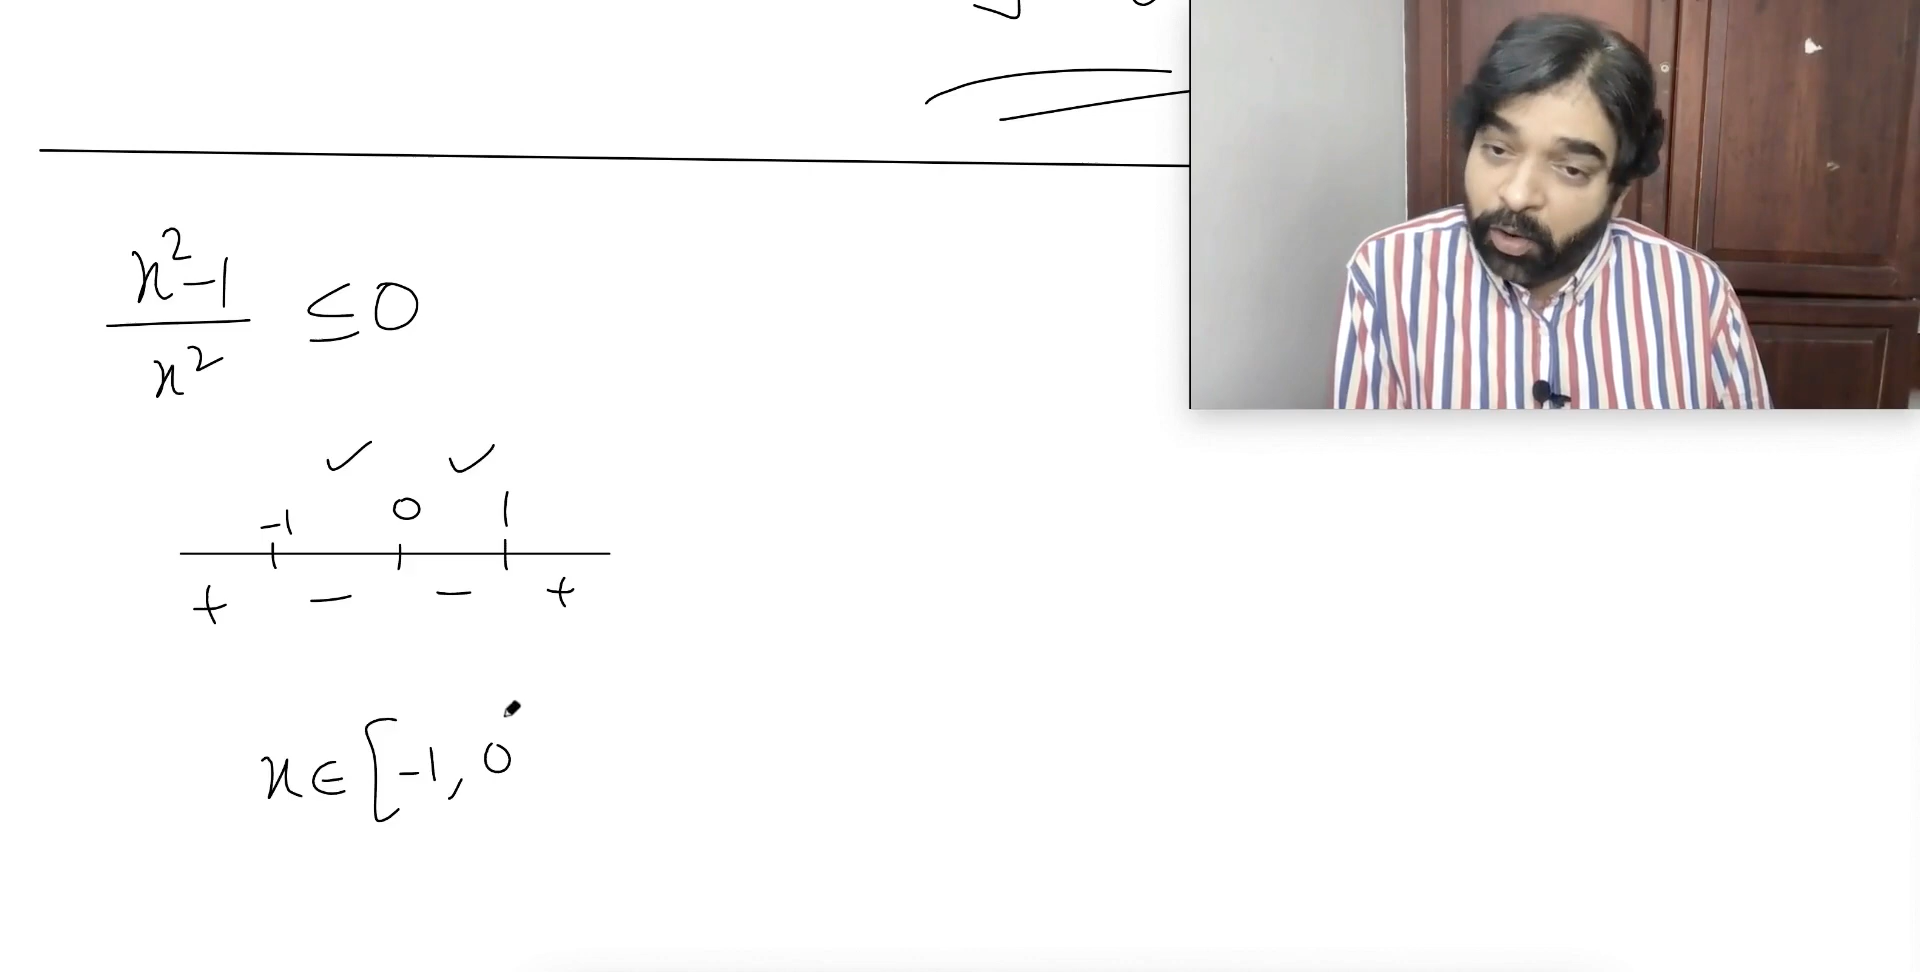 x²-1
x²
≤0
✓ ✓
-1 0 1
+ - - +
x∈[-1, 0